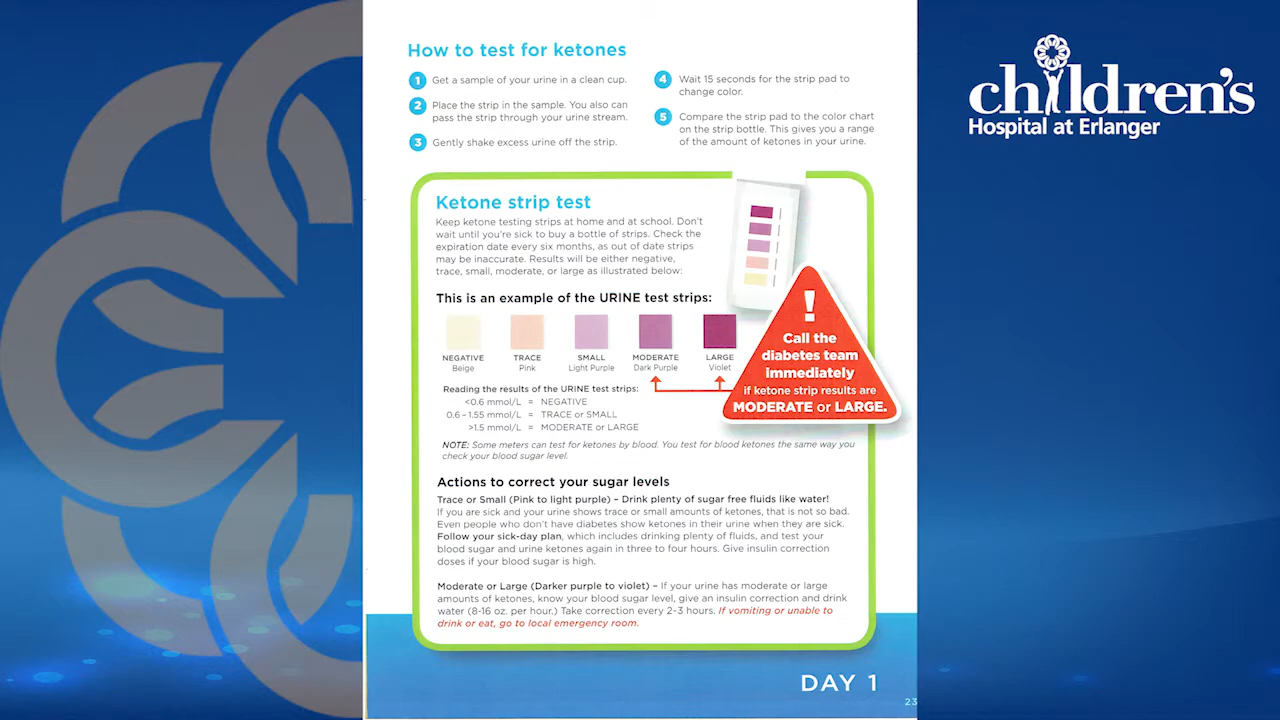 How to test for ketones
1 Get a sample of your urine in a clean cup.
2 Place the strip in the sample. You also can
pass the strip through your urine stream.
3 Gently shake excess urine off the strip.
4 Wait 15 seconds for the strip pad to
change color.
5 Compare the strip pad to the color chart
on the strip bottle. This gives you a range
of the amount of ketones in your urine.
children's
Hospital at Erlanger
Ketone strip test
Keep ketone testing strips at home and at school. Don't
wait until you're sick to buy a bottle of strips. Check the
expiration date every six months, as out of date strips
may be inaccurate. Results will be either negative,
trace, small, moderate, or large as illustrated below:
This is an example of the URINE test strips:
NEGATIVE
Beige
TRACE
Pink
SMALL
Light Purple
MODERATE
Dark Purple
LARGE
Violet
!
Call the
diabetes team
immediately
if ketone strip results are
MODERATE or LARGE.
Reading the results of the URINE test strips:
<0.6 mmol/L = NEGATIVE
0.6 - 1.55 mmol/L = TRACE or SMALL
>1.5 mmol/L = MODERATE or LARGE
NOTE: Some meters can test for ketones by blood. You test for blood ketones the same way you
check your blood sugar level.
Actions to correct your sugar levels
Trace or Small (Pink to light purple) – Drink plenty of sugar free fluids like water!
If you are sick and your urine shows trace or small amounts of ketones, that is not so bad.
Even people who don't have diabetes show ketones in their urine when they are sick.
Follow your sick-day plan, which includes drinking plenty of fluids, and test your
blood sugar and urine ketones again in three to four hours. Give insulin correction
doses if your blood sugar is high.
Moderate or Large (Darker purple to violet) – If your urine has moderate or large
amounts of ketones, know your blood sugar level, give an insulin correction and drink
water (8-16 oz. per hour.) Take correction every 2-3 hours. If vomiting or unable to
drink or eat, go to local emergency room.
DAY 1
23